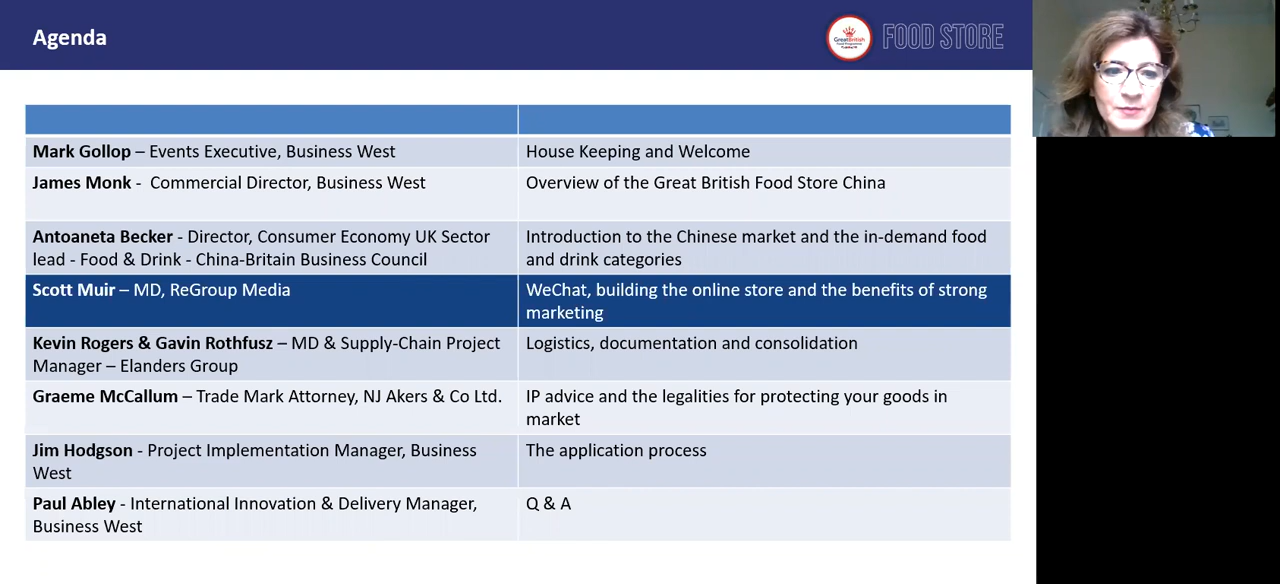 Agenda
GreatBritish
FOOD STORE
Mark Gollop – Events Executive, Business West
House Keeping and Welcome
James Monk - Commercial Director, Business West
Overview of the Great British Food Store China
Antoaneta Becker - Director, Consumer Economy UK Sector
lead - Food & Drink - China-Britain Business Council
Introduction to the Chinese market and the in-demand food
and drink categories
Scott Muir – MD, ReGroup Media
WeChat, building the online store and the benefits of strong
marketing
Kevin Rogers & Gavin Rothfusz – MD & Supply-Chain Project
Manager – Elanders Group
Logistics, documentation and consolidation
Graeme McCallum – Trade Mark Attorney, NJ Akers & Co Ltd.
IP advice and the legalities for protecting your goods in
market
Jim Hodgson - Project Implementation Manager, Business
West
The application process
Paul Abley - International Innovation & Delivery Manager,
Business West
Q & A